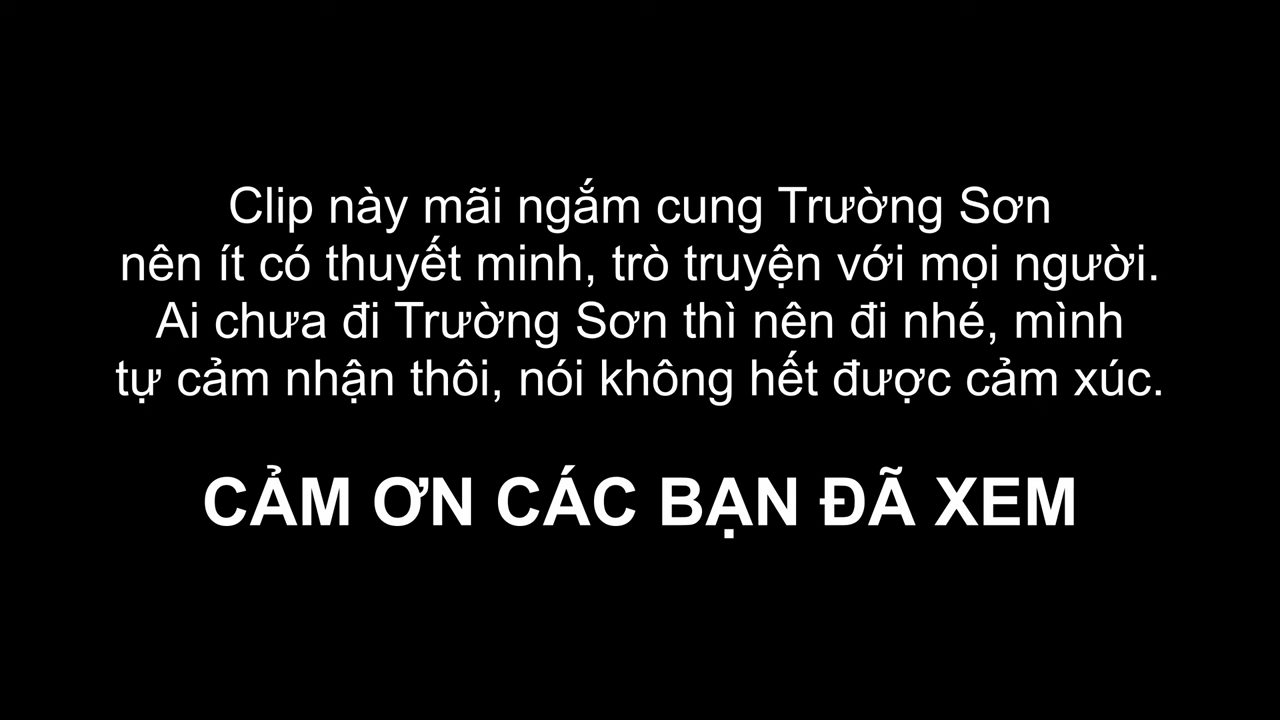 Clip này mãi ngắm cung Trường Sơn
nên ít có thuyết minh, trò truyện với mọi người.
Ai chưa đi Trường Sơn thì nên đi nhé, mình
tự cảm nhận thôi, nói không hết được cảm xúc.
CẢM ƠN CÁC BẠN ĐÃ XEM